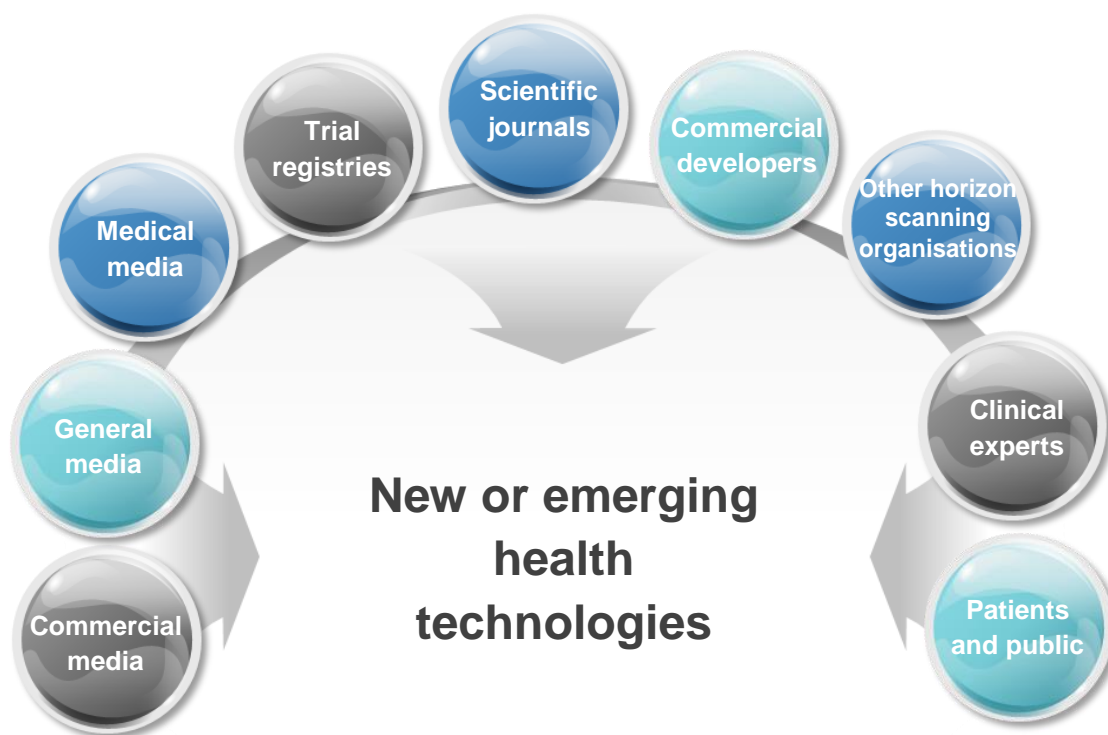 Scientific
journals
Trial
registries
Commercial
developers
Other horizon
scanning
organisations
Medical
media
General
media
Clinical
experts
New or emerging
health
technologies
Commercial
media
Patients
and public